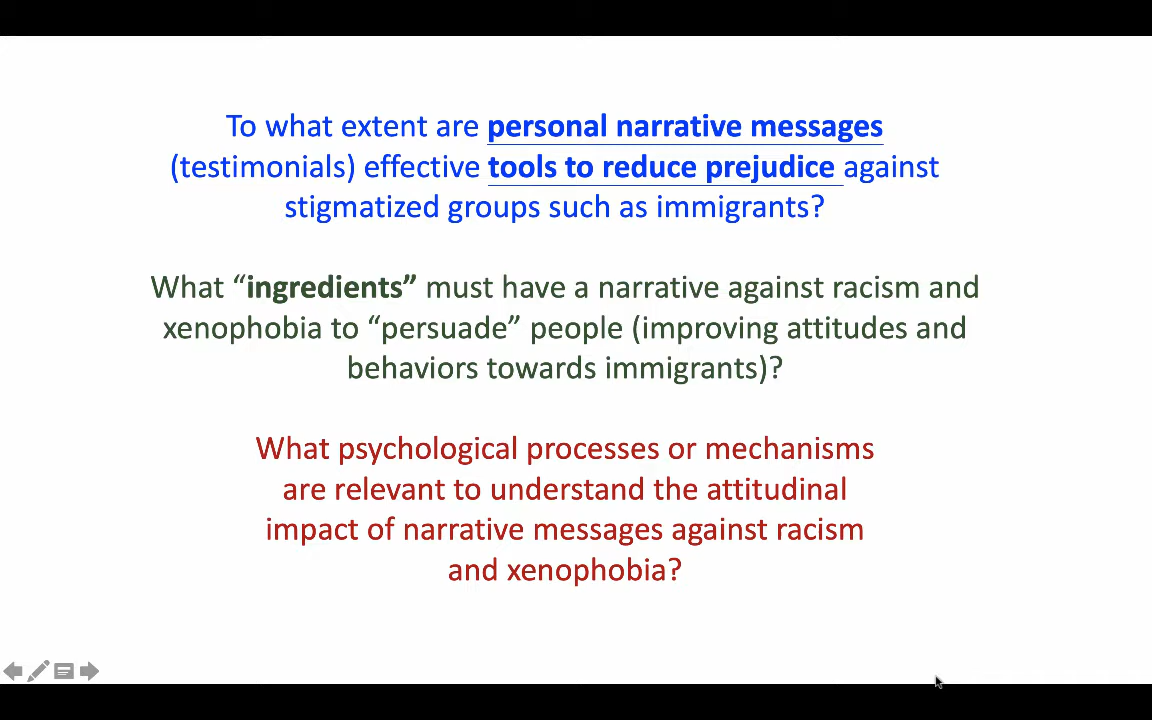 To what extent are personal narrative messages
(testimonials) effective tools to reduce prejudice against
stigmatized groups such as immigrants?
What “ingredients” must have a narrative against racism and
xenophobia to “persuade” people (improving attitudes and
behaviors towards immigrants)?
What psychological processes or mechanisms
are relevant to understand the attitudinal
impact of narrative messages against racism
and xenophobia?